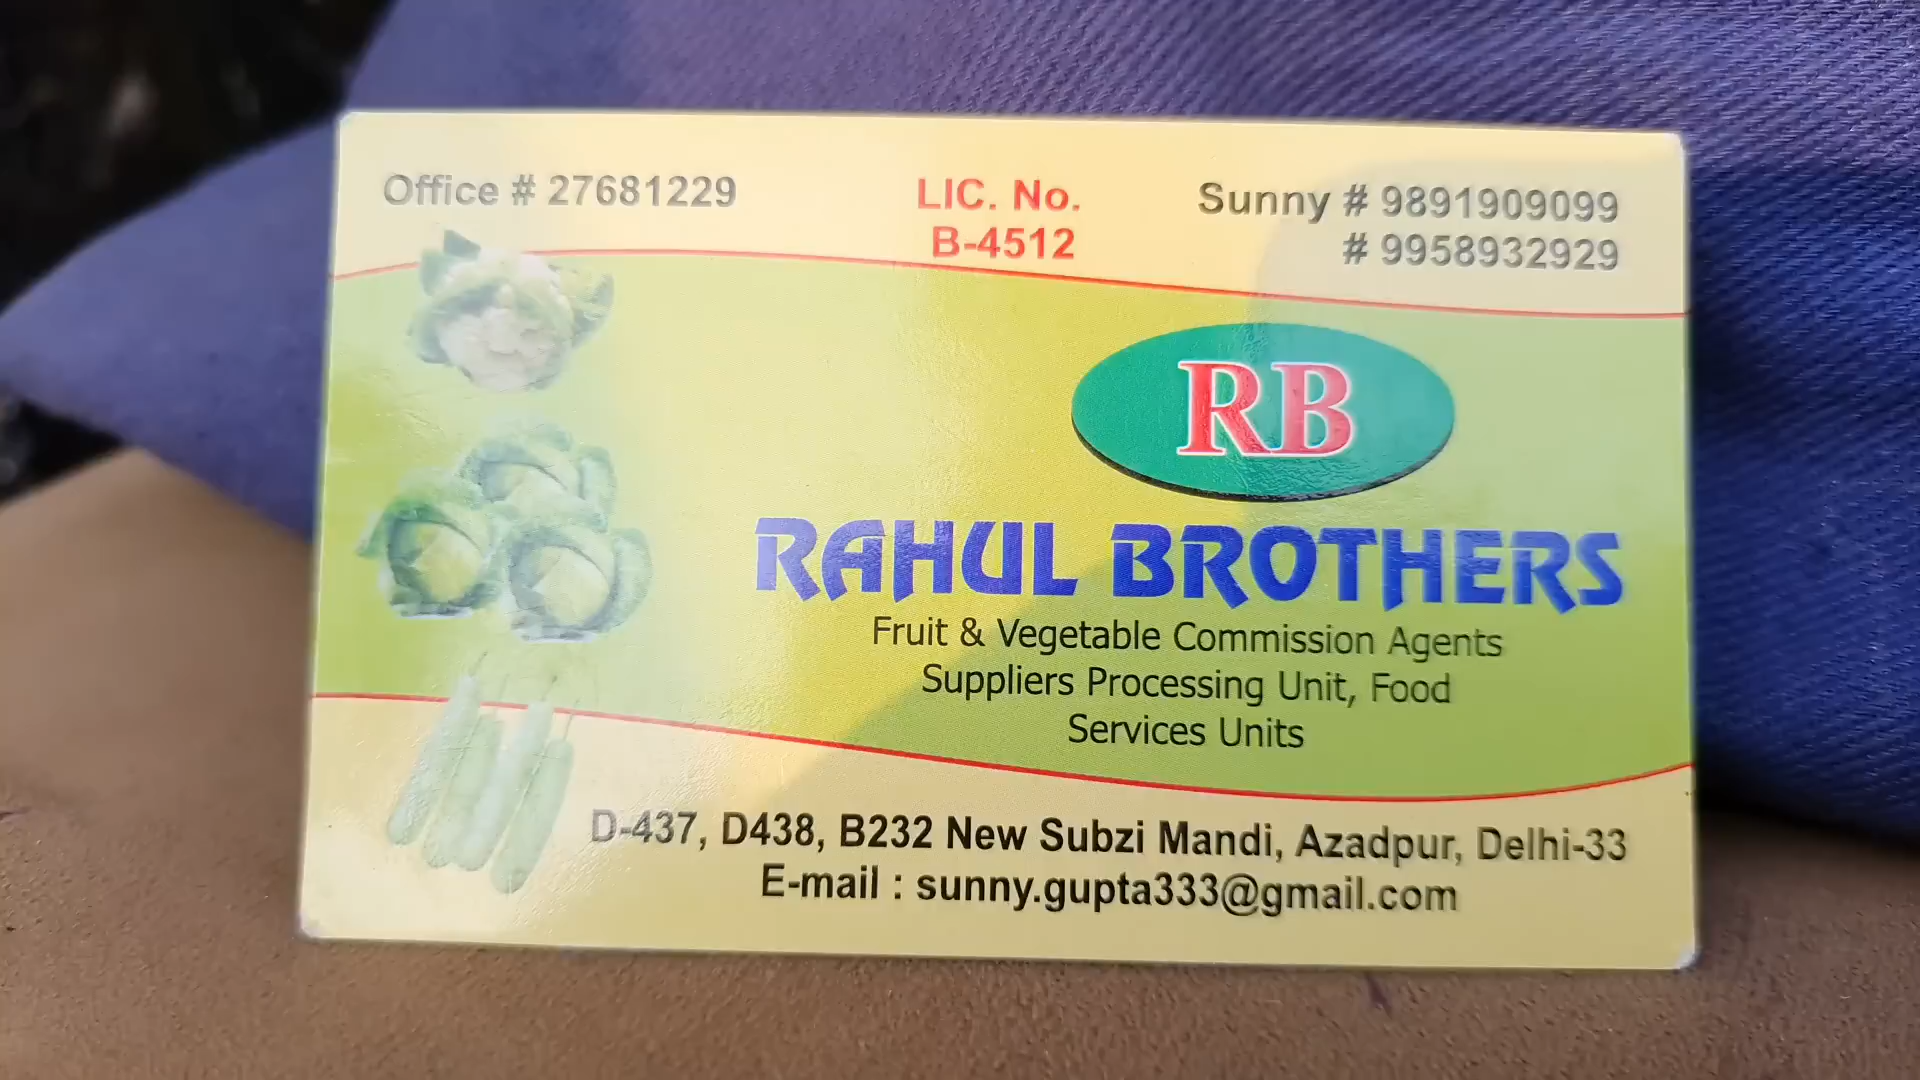 Office # 27681229
LIC. No.
B-4512
Sunny # 9891909099
# 9958932929
RB
RAHUL BROTHERS
Fruit & Vegetable Commission Agents
Suppliers Processing Unit, Food
Services Units
D-437, D438, B232 New Subzi Mandi, Azadpur, Delhi-33
E-mail : sunny.gupta333@gmail.com